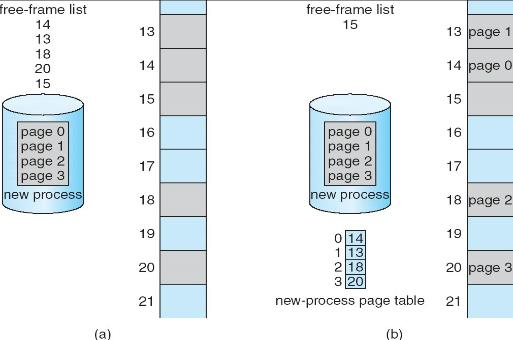 free-frame list
14
13
18
20
15
page 0
page 1
page 2
page 3
new process
13
14
15
16
17
18
19
20
21
(a)
free-frame list
15
page 0
page 1
page 2
page 3
new process
0 14
1 13
2 18
3 20
new-process page table
13 page 1
14 page 0
15
16
17
18 page 2
19
20 page 3
21
(b)